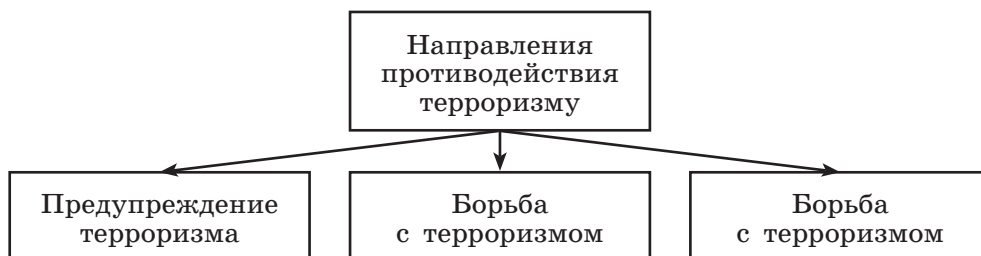 Направления
противодействия
терроризму
Предупреждение
терроризма
Борьба
с терроризмом
Борьба
с терроризмом